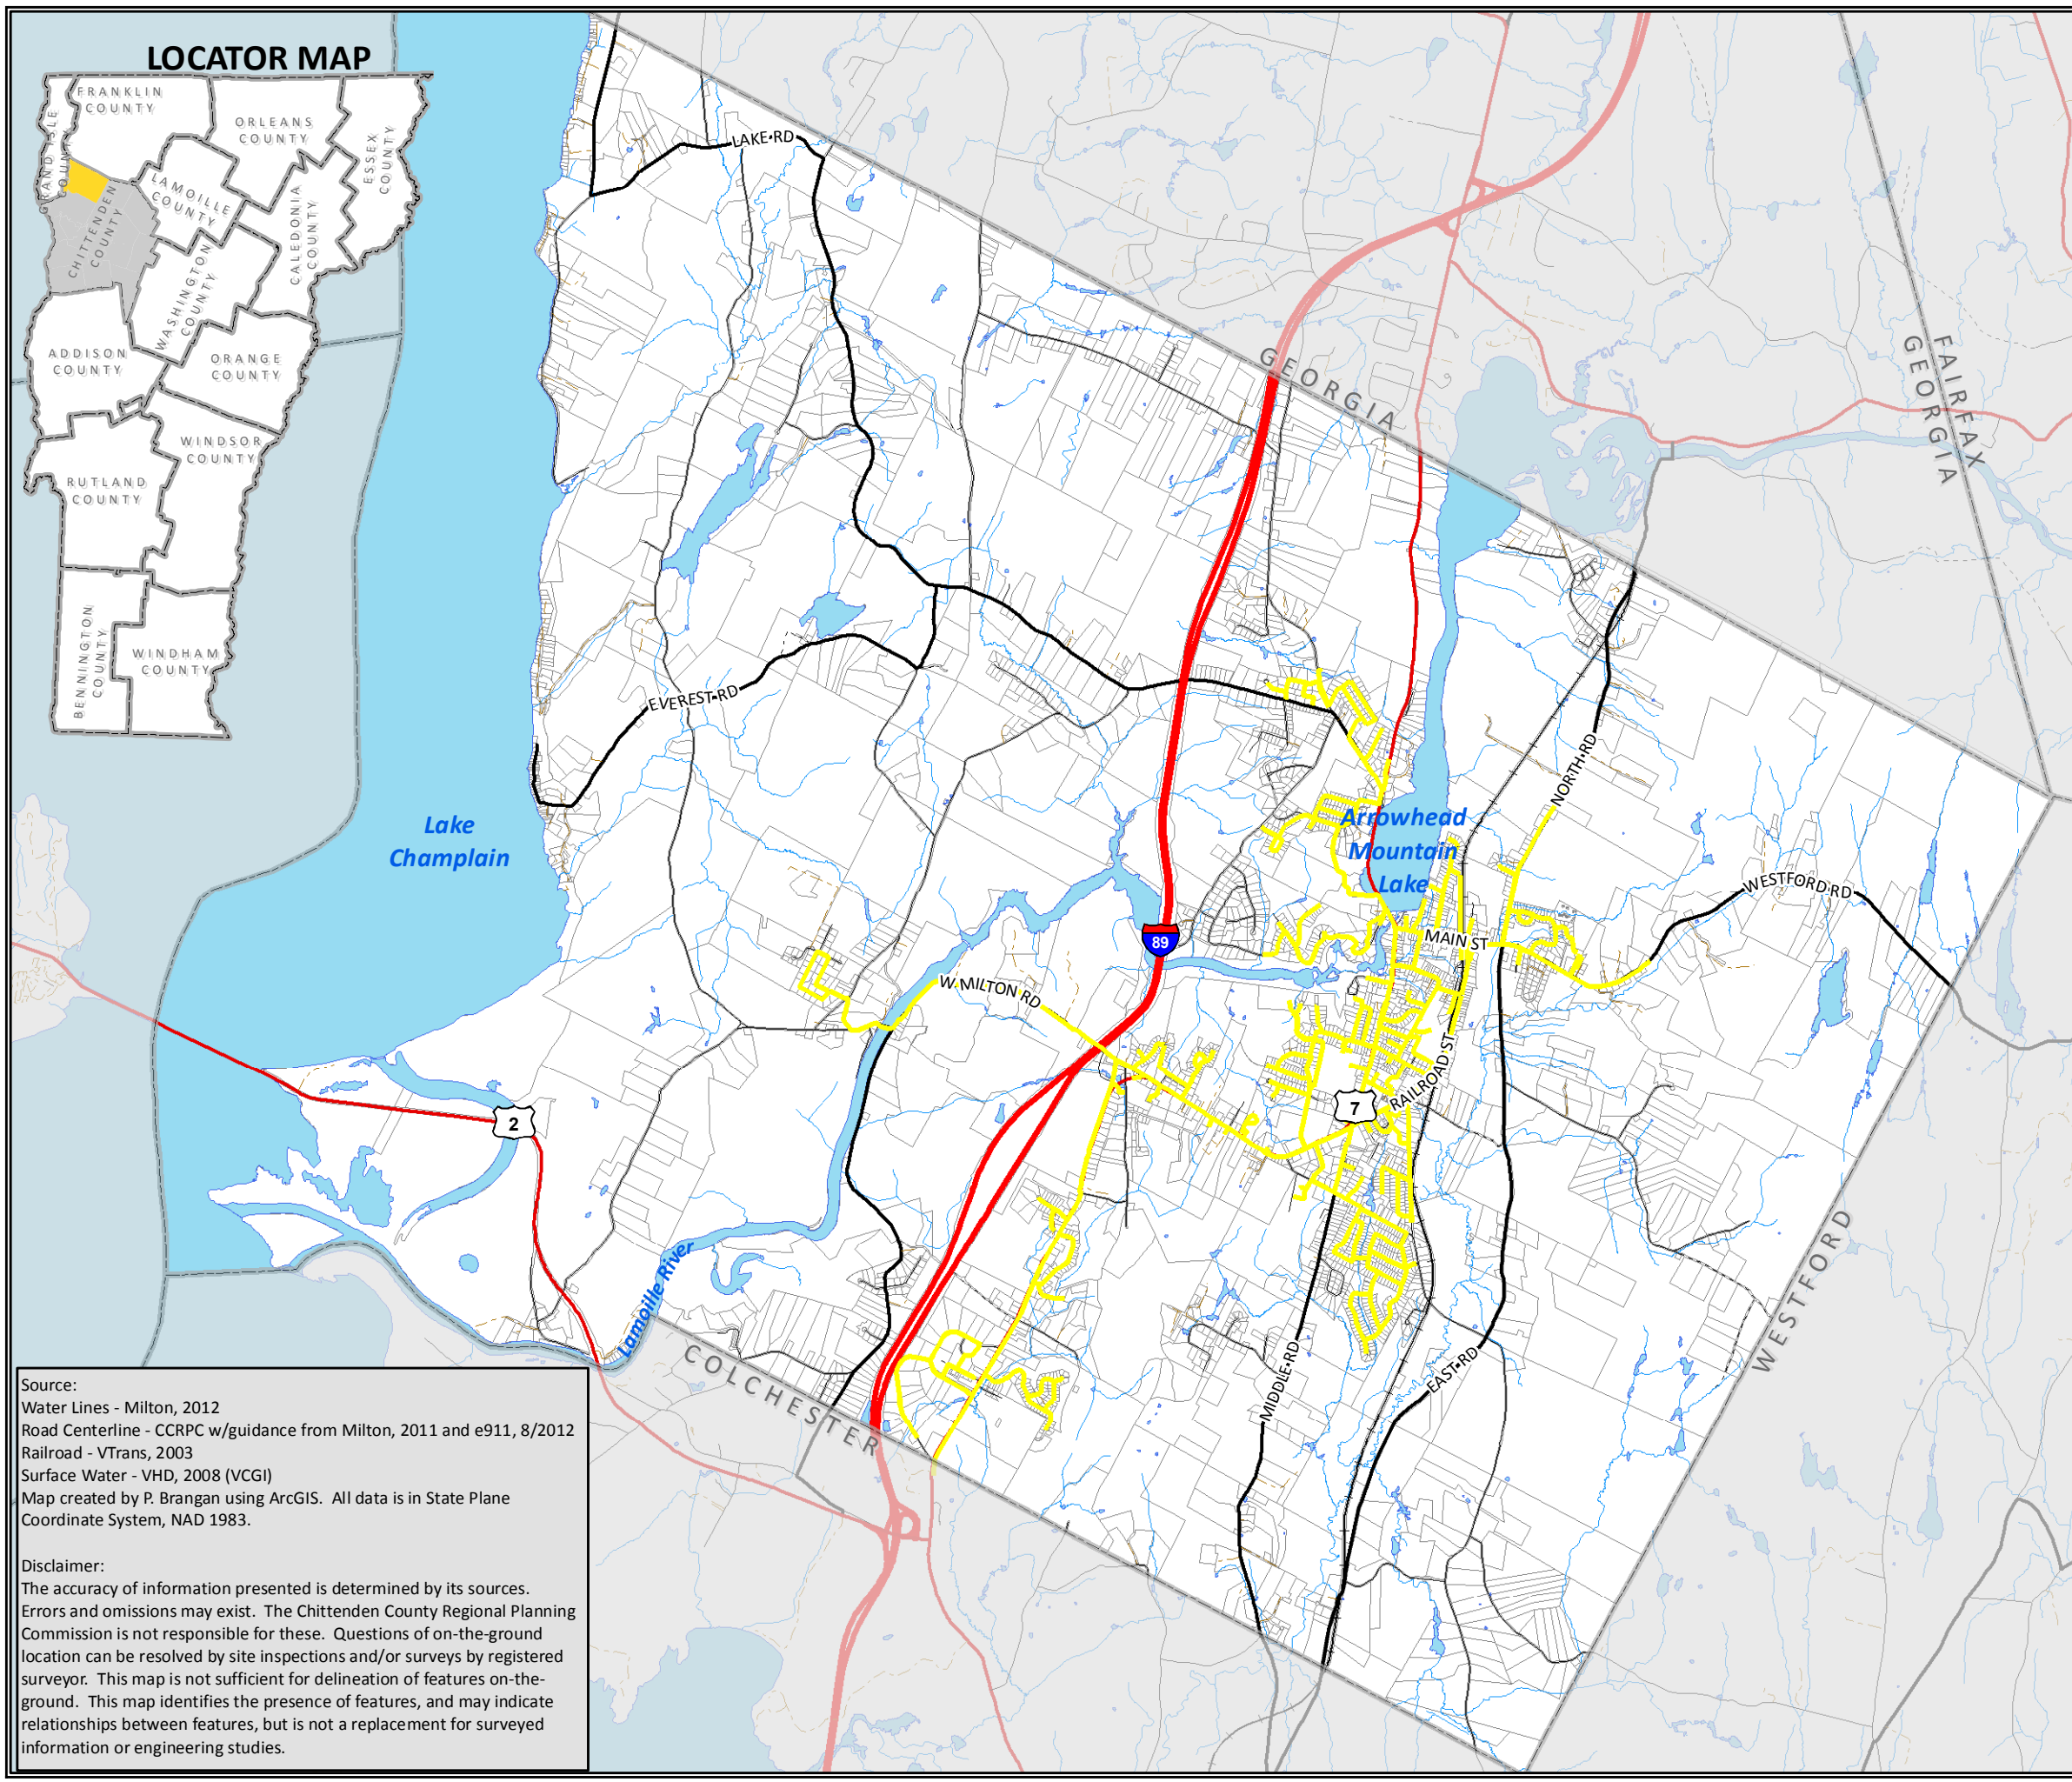 LOCATOR MAP
FRANKLIN
COUNTY
GRAND ISLE
COUNTY
ORLEANS
COUNTY
ESSEX
COUNTY
LAMOILLE
COUNTY
CHITTENDEN
COUNTY
CALEDONIA
COUNTY
WASHINGTON
COUNTY
ADDISON
COUNTY
ORANGE
COUNTY
WINDSOR
COUNTY
RUTLAND
COUNTY
BENNINGTON
COUNTY
WINDHAM
COUNTY
LAKE RD
GEORGIA
FAIRFAX
GEORGIA
EVEREST RD
NORTH RD
Lake
Champlain
Arrowhead
Mountain
Lake
WESTFORD RD
89
MAIN ST
W MILTON RD
RAILROAD ST
7
2
Lamoille River
WESTFORD
COLCHESTER
MIDDLE RD
EAST RD
Source:
Water Lines - Milton, 2012
Road Centerline - CCRPC w/guidance from Milton, 2011 and e911, 8/2012
Railroad - VTrans, 2003
Surface Water - VHD, 2008 (VCGI)
Map created by P. Brangan using ArcGIS. All data is in State Plane
Coordinate System, NAD 1983.
Disclaimer:
The accuracy of information presented is determined by its sources.
Errors and omissions may exist. The Chittenden County Regional Planning
Commission is not responsible for these. Questions of on-the-ground
location can be resolved by site inspections and/or surveys by registered
surveyor. This map is not sufficient for delineation of features on-the-
ground. This map identifies the presence of features, and may indicate
relationships between features, but is not a replacement for surveyed
information or engineering studies.